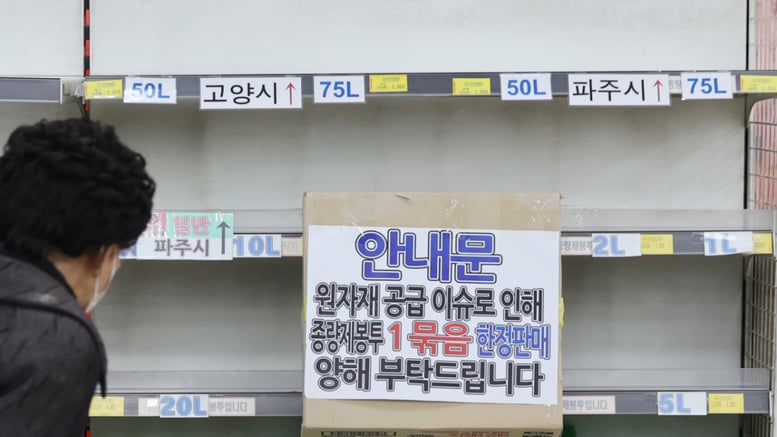 50L 고양시↑ 75L 50L 파주시↑ 75L
일반
파주시↑ 10L 2L 1L
안내문
원자재 공급 이슈로 인해
종량제봉투 1 묶음 한정판매
양해 부탁드립니다
20L 5L